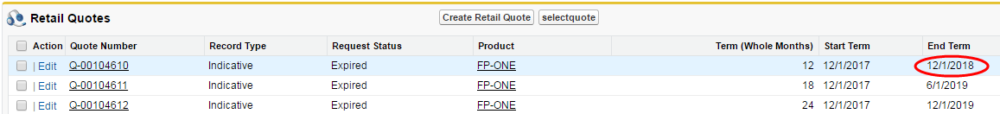 Retail Quotes Create Retail Quote selectquote
Action Quote Number Record Type Request Status Product Term (Whole Months) Start Term End Term
| Edit Q-00104610 Indicative Expired FP-ONE 12 12/1/2017 12/1/2018
| Edit Q-00104611 Indicative Expired FP-ONE 18 12/1/2017 6/1/2019
| Edit Q-00104612 Indicative Expired FP-ONE 24 12/1/2017 12/1/2019